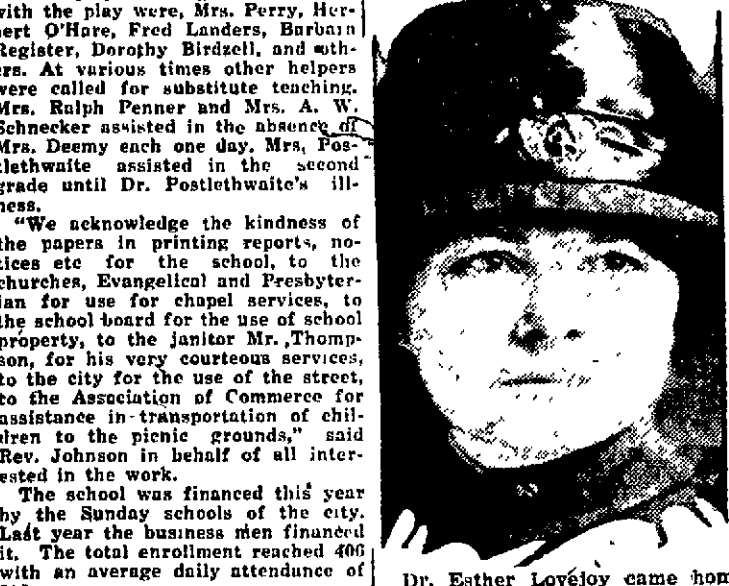 with the play were, Mrs. Perry, Her-
bert O'Hare, Fred Landers, Barbara
Register, Dorothy Birdzell, and oth-
ers. At various times other helpers
were called for substitute teaching.
Mrs. Ralph Penner and Mrs. A. W.
Schnecker assisted in the absence of
Mrs. Deemy each one day. Mrs. Pos-
tlethwaite assisted in the second
grade until Dr. Postlethwaite's ill-
ness.
"We acknowledge the kindness of
the papers in printing reports, no-
tices etc for the school, to the
churches, Evangelical and Presbyter-
ian for use for chapel services, to
the school board for the use of school
property, to the janitor Mr. Thomp-
son, for his very courteous services,
to the city for the use of the street,
to the Association of Commerce for
assistance in transportation of chil-
dren to the picnic grounds," said
Rev. Johnson in behalf of all inter-
ested in the work.
The school was financed this year
by the Sunday schools of the city.
Last year the business men financed
it. The total enrollment reached 406
with an average daily attendance of
Dr. Esther Lovejoy came hom